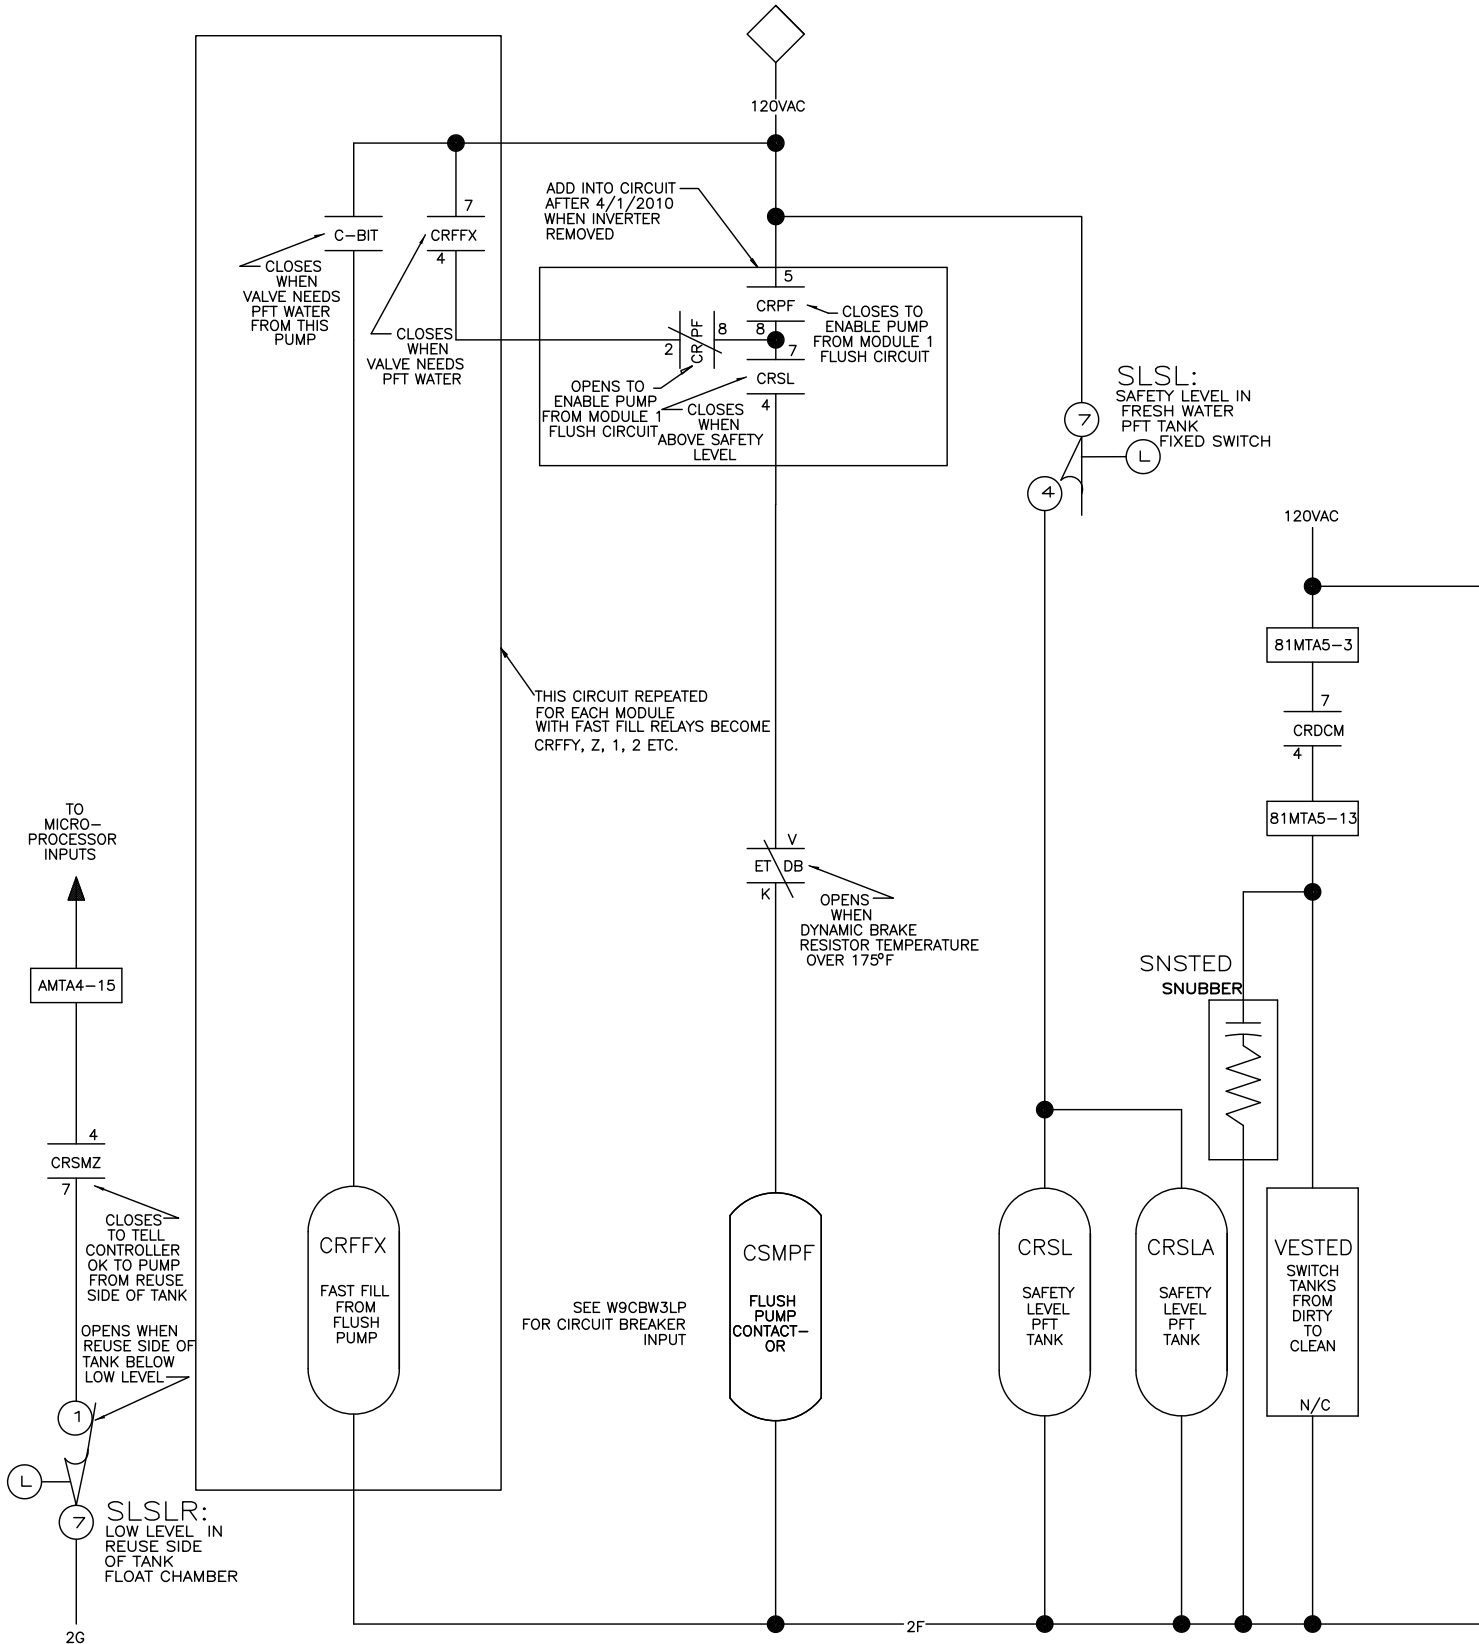 120VAC
ADD INTO CIRCUIT
AFTER 4/1/2010
WHEN INVERTER
REMOVED
C-BIT
7
CRFFX
4
CLOSES
WHEN
VALVE NEEDS
PFT WATER
FROM THIS
PUMP
CLOSES
WHEN
VALVE NEEDS
PFT WATER
5
CRPF
8
CLOSES TO
ENABLE PUMP
FROM MODULE 1
FLUSH CIRCUIT
2
CRPF
8
7
CRSL
4
OPENS TO
ENABLE PUMP
FROM MODULE 1
FLUSH CIRCUIT
CLOSES
WHEN
ABOVE SAFETY
LEVEL
SLSL:
SAFETY LEVEL IN
FRESH WATER
PFT TANK
FIXED SWITCH
7
L
4
120VAC
81MTA5-3
7
CRDCM
4
81MTA5-13
THIS CIRCUIT REPEATED
FOR EACH MODULE
WITH FAST FILL RELAYS BECOME
CRFFY, Z, 1, 2 ETC.
TO
MICRO-
PROCESSOR
INPUTS
AMTA4-15
V
ET DB
K
OPENS
WHEN
DYNAMIC BRAKE
RESISTOR TEMPERATURE
OVER 175°F
SNSTED
SNUBBER
4
CRSMZ
7
CLOSES
TO TELL
CONTROLLER
OK TO PUMP
FROM REUSE
SIDE OF TANK
OPENS WHEN
REUSE SIDE OF
TANK BELOW
LOW LEVEL
1
L
7
SLSLR:
LOW LEVEL IN
REUSE SIDE
OF TANK
FLOAT CHAMBER
2G
CRFFX
FAST FILL
FROM
FLUSH
PUMP
SEE W9CBW3LP
FOR CIRCUIT BREAKER
INPUT
CSMPF
FLUSH
PUMP
CONTACT-
OR
CRSL
SAFETY
LEVEL
PFT
TANK
CRSLA
SAFETY
LEVEL
PFT
TANK
VESTED
SWITCH
TANKS
FROM
DIRTY
TO
CLEAN
N/C
2F